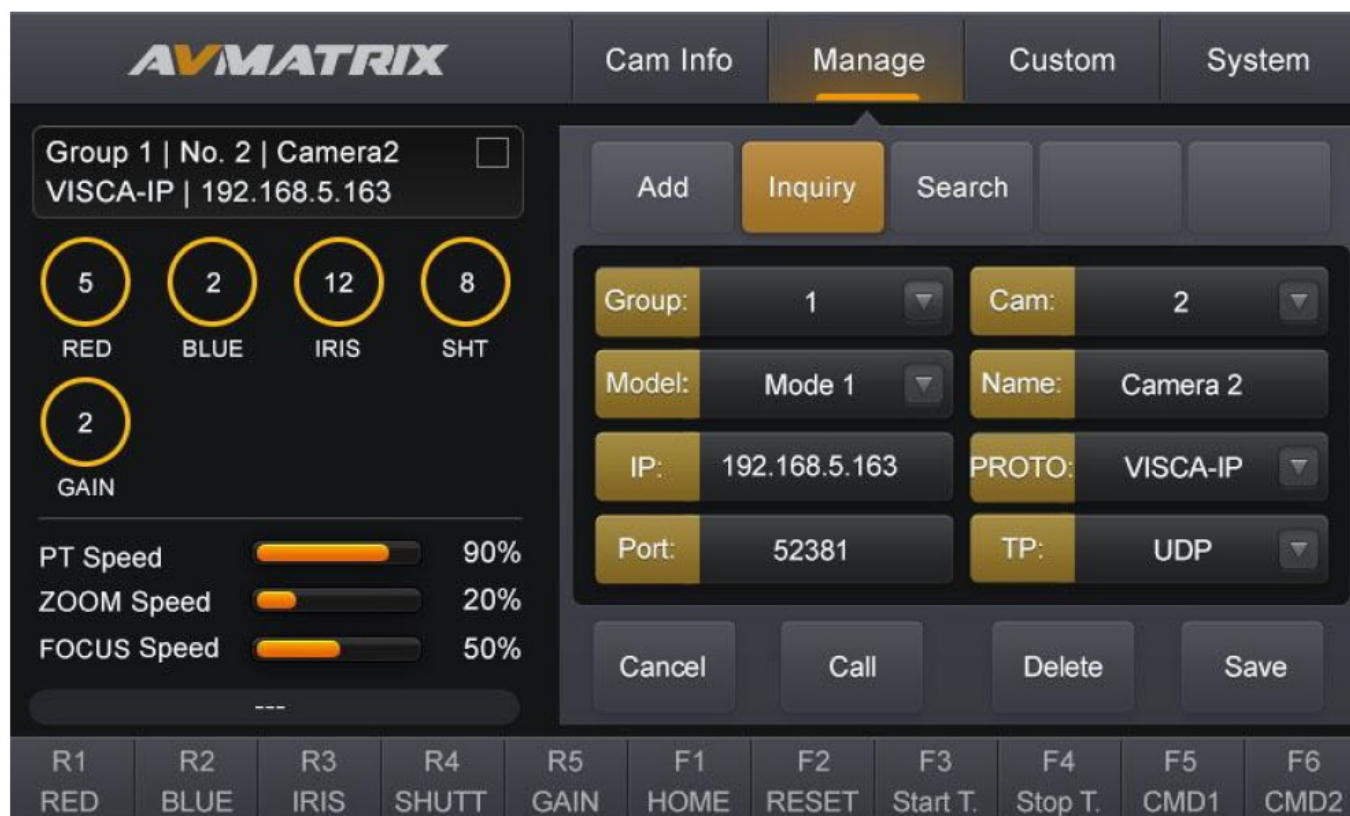 AVMATRIX
Cam Info
Manage
Custom
System
Group 1 | No. 2 | Camera2
VISCA-IP | 192.168.5.163
5
2
12
8
RED
BLUE
IRIS
SHT
2
GAIN
PT Speed 90%
ZOOM Speed 20%
FOCUS Speed 50%
---
Add
Inquiry
Search
Group: 1
Cam: 2
Model: Mode 1
Name: Camera 2
IP: 192.168.5.163
PROTO: VISCA-IP
Port: 52381
TP: UDP
Cancel
Call
Delete
Save
R1
RED
R2
BLUE
R3
IRIS
R4
SHUTT
R5
GAIN
F1
HOME
F2
RESET
F3
Start T.
F4
Stop T.
F5
CMD1
F6
CMD2